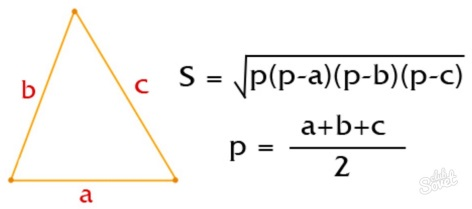 b
c
a
S = √p(p-a)(p-b)(p-c)
p = a+b+c
2